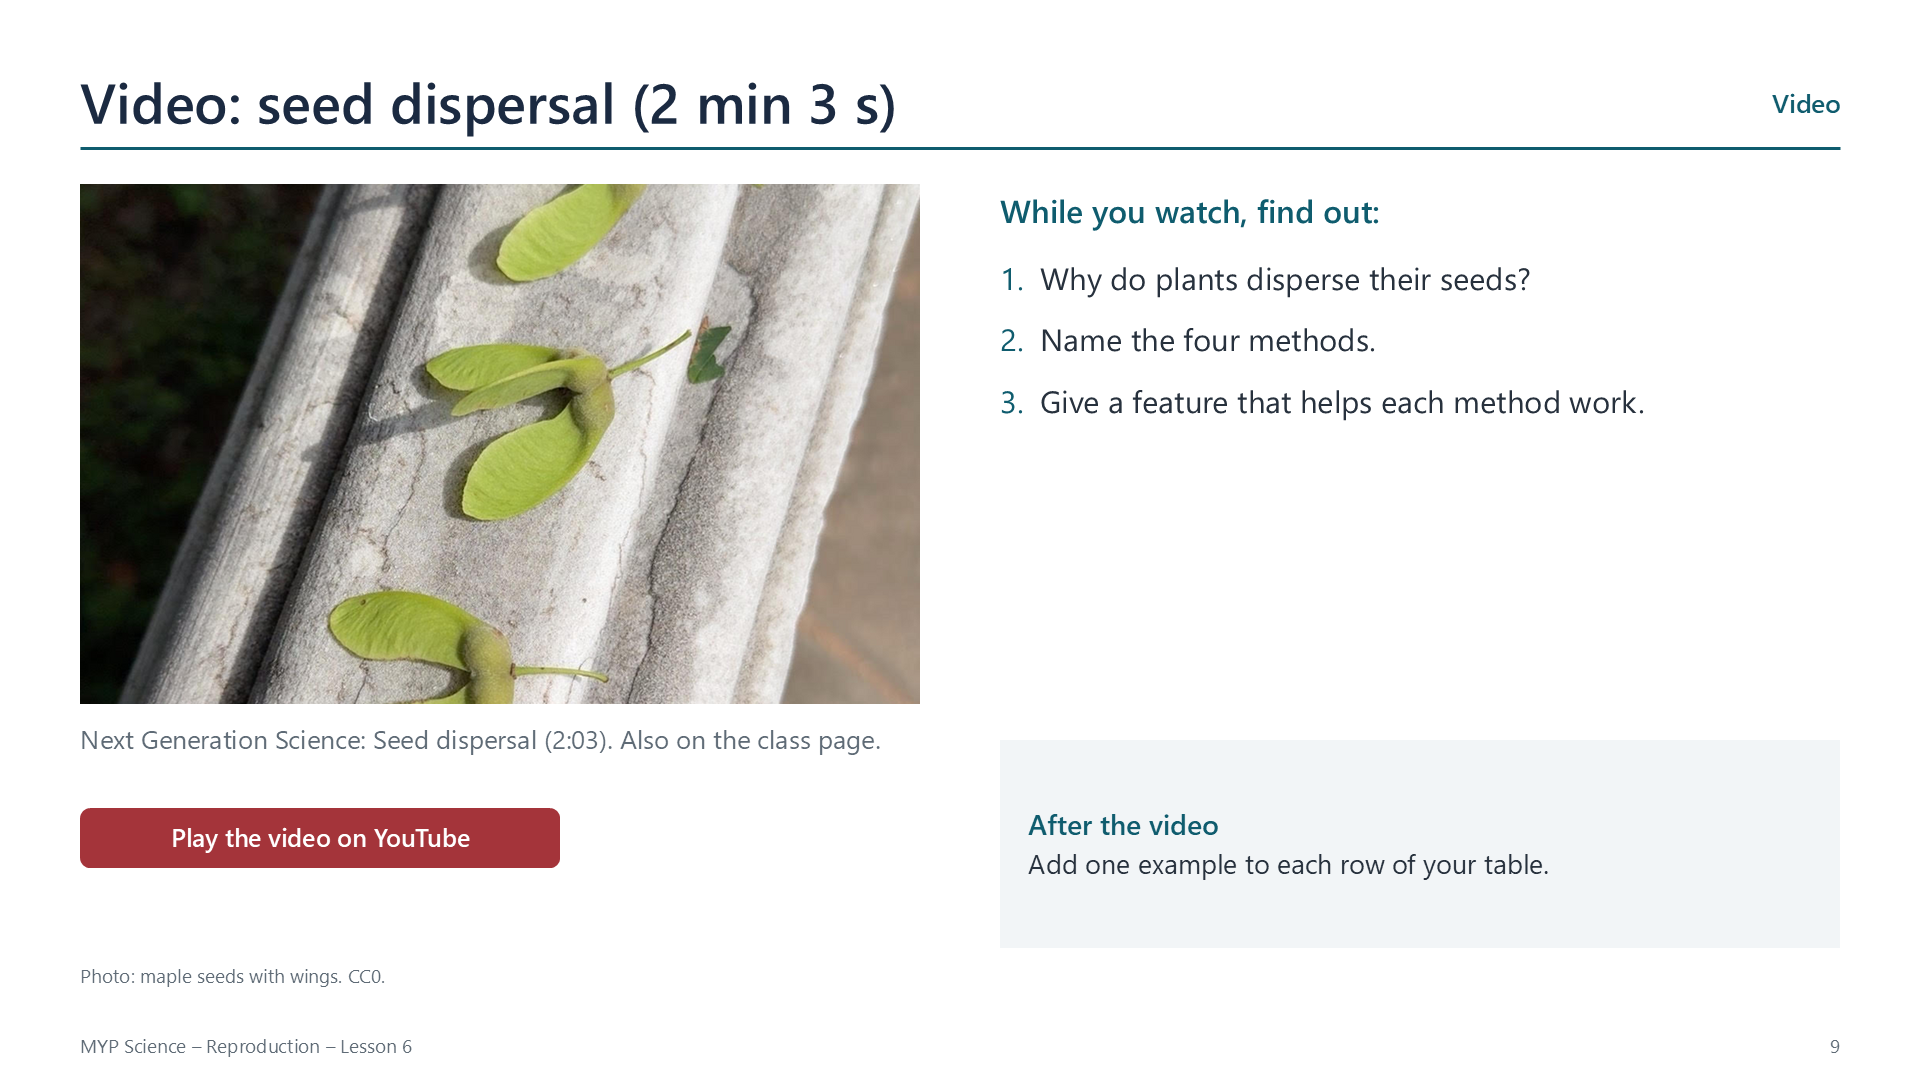 Video: seed dispersal (2 min 3 s)
Video
While you watch, find out:
1. Why do plants disperse their seeds?
2. Name the four methods.
3. Give a feature that helps each method work.
Next Generation Science: Seed dispersal (2:03). Also on the class page.
Play the video on YouTube
After the video
Add one example to each row of your table.
Photo: maple seeds with wings. CC0.
MYP Science – Reproduction – Lesson 6
9